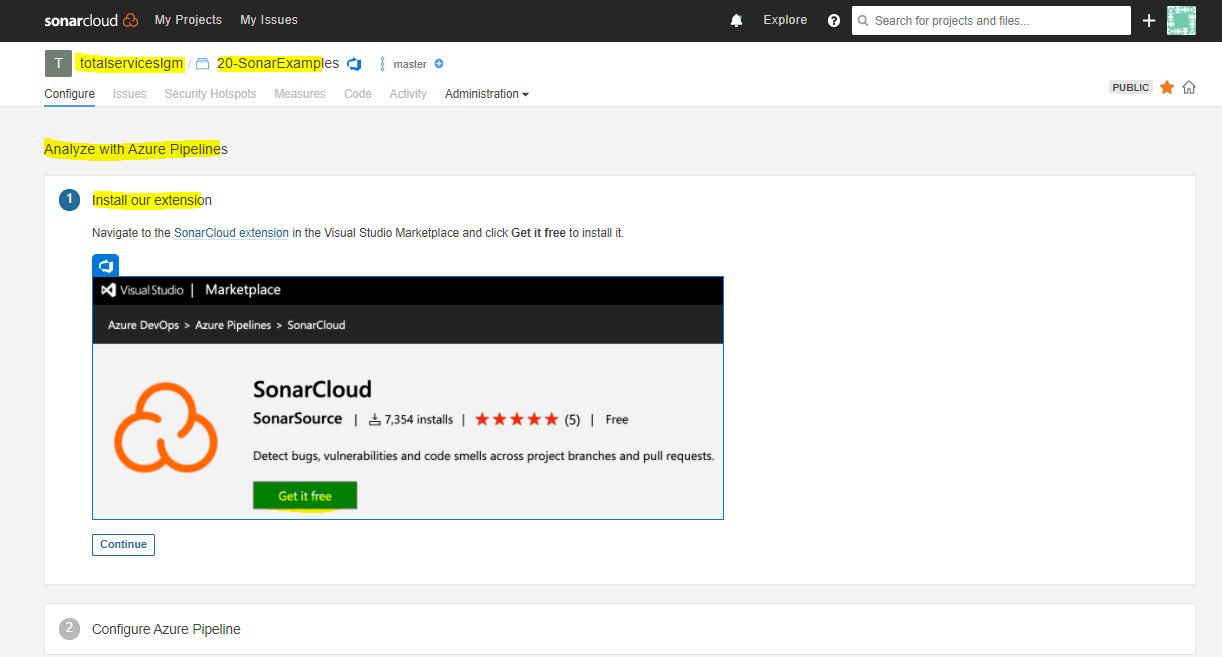 sonarcloud My Projects My Issues Explore ? Search for projects and files... +
T totalserviceslgm / 20-SonarExamples master
Configure Issues Security Hotspots Measures Code Activity Administration PUBLIC
Analyze with Azure Pipelines
1 Install our extension
Navigate to the SonarCloud extension in the Visual Studio Marketplace and click Get it free to install it.
Visual Studio | Marketplace
Azure DevOps > Azure Pipelines > SonarCloud
SonarCloud
SonarSource | 7,354 installs | ★★★★★ (5) | Free
Detect bugs, vulnerabilities and code smells across project branches and pull requests.
Get it free
Continue
2 Configure Azure Pipeline